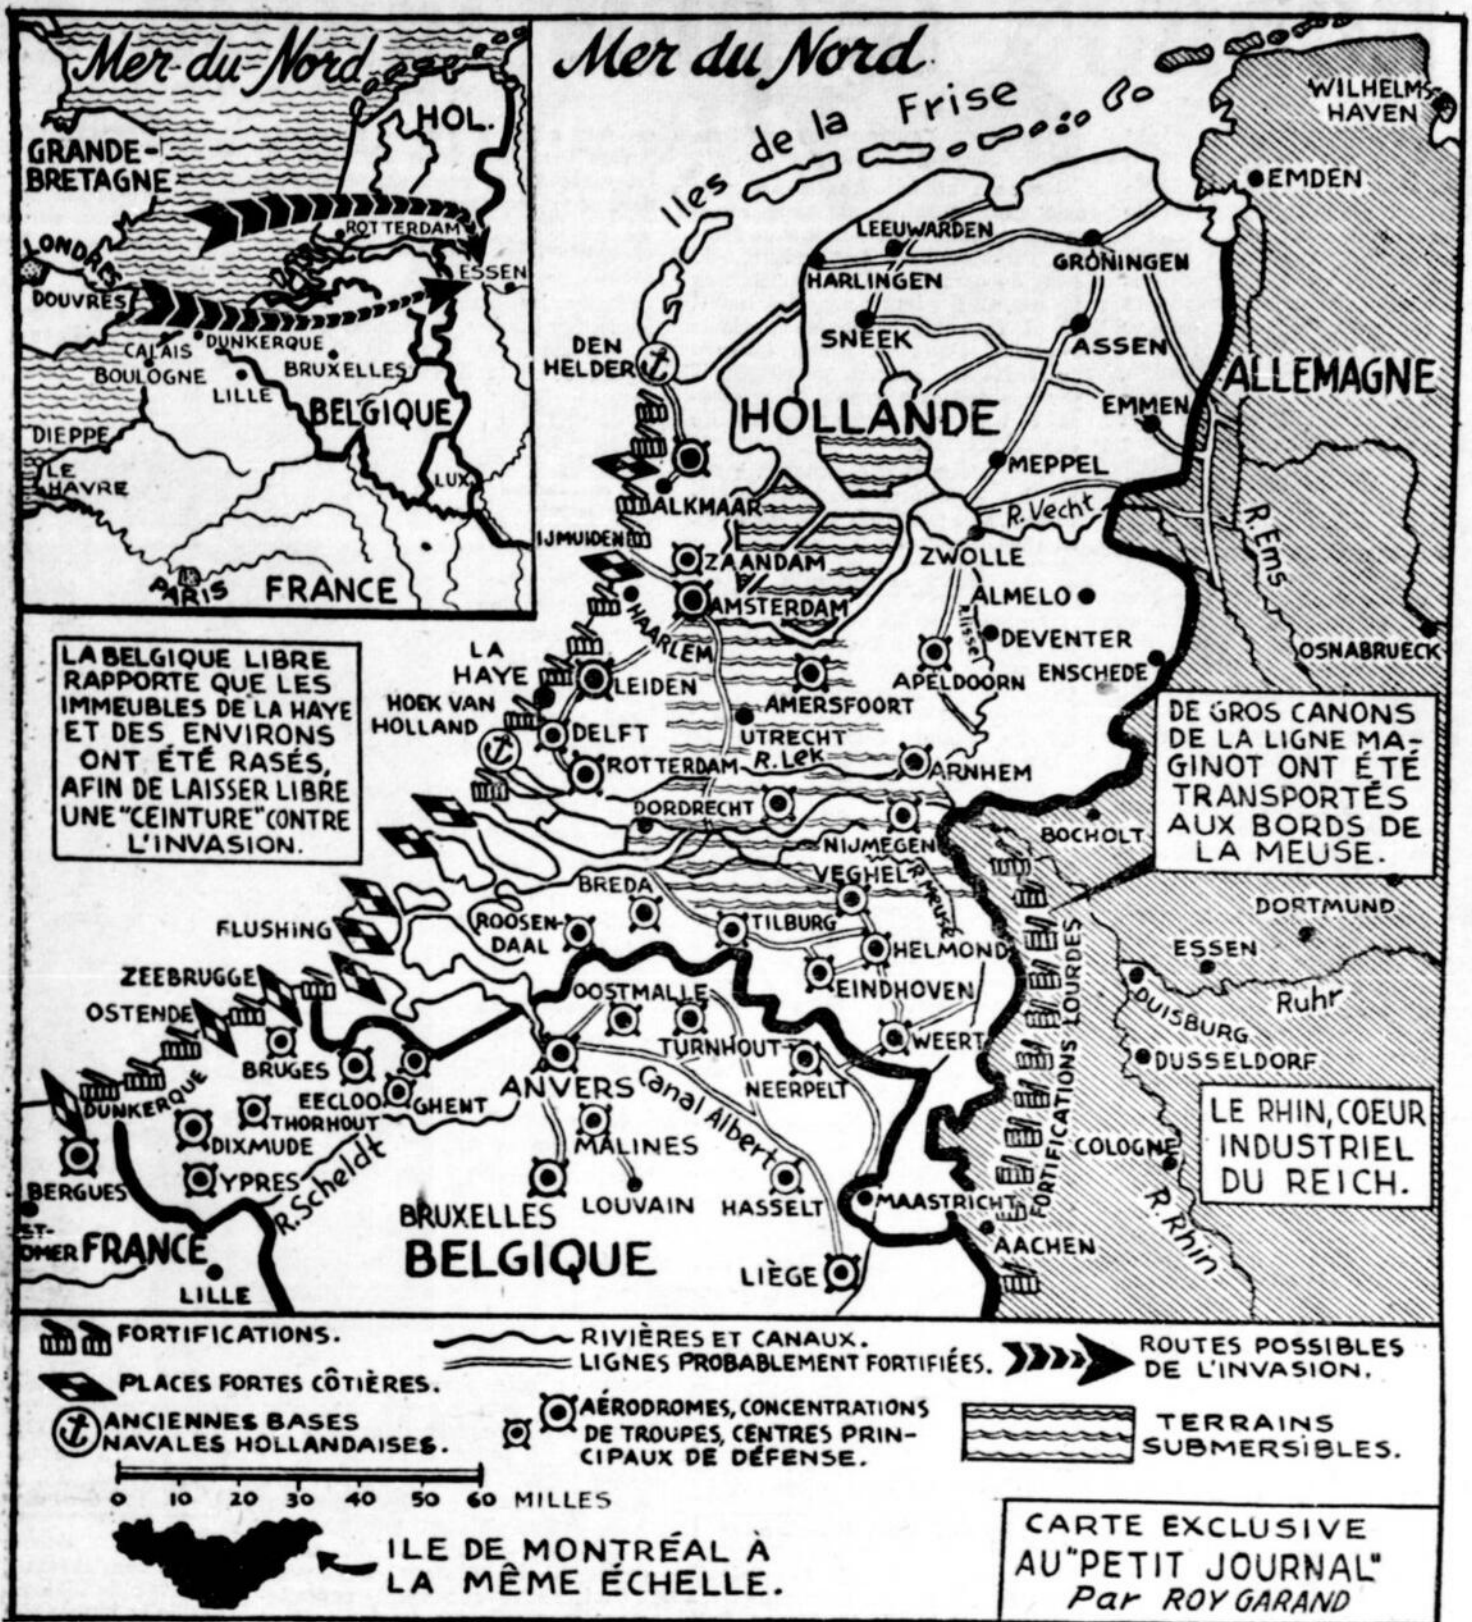 Mer du Nord
HOL.
GRANDE-
BRETAGNE
ROTTERDAM
LONDRES
ESSEN
DOUVRES
DUNKERQUE
CALAIS
BOULOGNE
BRUXELLES
LILLE
BELGIQUE
DIEPPE
LE
HAVRE
LUX.
PARIS
FRANCE
Mer du Nord
Iles de la Frise
WILHELMS-
HAVEN
EMDEN
LEEUWARDEN
GRONINGEN
HARLINGEN
SNEEK
ASSEN
DEN
HELDER
ALLEMAGNE
HOLLANDE
EMMEN
MEPPEL
ALKMAAR
R. Vecht
R. Ems
IJMUIDEN
ZAANDAM
ZWOLLE
AMSTERDAM
ALMELO
HAARLEM
R. Iissel
DEVENTER
OSNABRUECK
LA
HAYE
LEIDEN
APELDOORN
ENSCHEDE
HOEK VAN
HOLLAND
AMERSFOORT
DELFT
UTRECHT
R. Lek
ROTTERDAM
ARNHEM
DORDRECHT
BOCHOLT
NIJMEGEN
VEGHEL
R. Meuse
BREDA
LA BELGIQUE LIBRE
RAPPORTE QUE LES
IMMEUBLES DE LA HAYE
ET DES ENVIRONS
ONT ÉTÉ RASÉS,
AFIN DE LAISSER LIBRE
UNE "CEINTURE" CONTRE
L'INVASION.
DE GROS CANONS
DE LA LIGNE MA-
GINOT ONT ÉTÉ
TRANSPORTÉS
AUX BORDS DE
LA MEUSE.
DORTMUND
FLUSHING
ROOSEN-
DAAL
TILBURG
HELMOND
ESSEN
ZEEBRUGGE
EINDHOVEN
Ruhr
OSTENDE
OOSTMALLE
DUISBURG
BRUGES
TURNHOUT
WEERT
DUSSELDORF
DUNKERQUE
EECLOO
GHENT
ANVERS
NEERPELT
THORHOUT
Canal Albert
FORTIFICATIONS LOURDES
DIXMUDE
MALINES
COLOGNE
LE RHIN, COEUR
INDUSTRIEL
DU REICH.
BERGUES
YPRES
R. Scheldt
LOUVAIN
HASSELT
MAASTRICHT
R. Rhin
BRUXELLES
ST-
OMER
FRANCE
BELGIQUE
AACHEN
LIÈGE
LILLE
FORTIFICATIONS.
PLACES FORTES CÔTIÈRES.
ANCIENNES BASES
NAVALES HOLLANDAISES.
RIVIÈRES ET CANAUX.
LIGNES PROBABLEMENT FORTIFIÉES.
AÉRODROMES, CONCENTRATIONS
DE TROUPES, CENTRES PRIN-
CIPAUX DE DÉFENSE.
ROUTES POSSIBLES
DE L'INVASION.
TERRAINS
SUBMERSIBLES.
0 10 20 30 40 50 60 MILLES
ILE DE MONTRÉAL À
LA MÊME ÉCHELLE.
CARTE EXCLUSIVE
AU "PETIT JOURNAL"
Par ROY GARAND